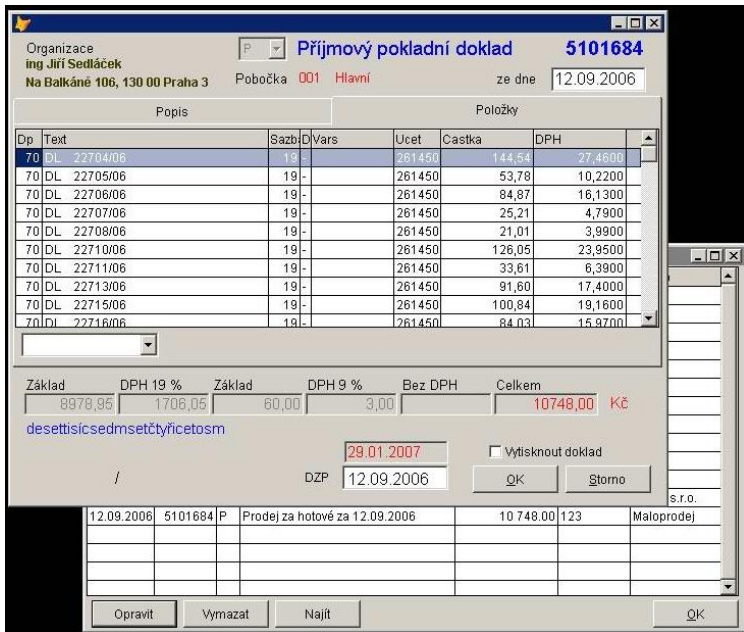 Organizace P Příjmový pokladní doklad 5101684
ing Jiří Sedláček
Na Balkáně 106, 130 00 Praha 3 Pobočka 001 Hlavní ze dne 12.09.2006
Popis Položky
Dp Text Sazb D Vars Ucet Castka DPH
70 DL 22704/06 19 - 261450 144,54 27,4600
70 DL 22705/06 19 - 261450 53,78 10,2200
70 DL 22706/06 19 - 261450 84,87 16,1300
70 DL 22707/06 19 - 261450 25,21 4,7900
70 DL 22708/06 19 - 261450 21,01 3,9900
70 DL 22710/06 19 - 261450 126,05 23,9500
70 DL 22711/06 19 - 261450 33,61 6,3900
70 DL 22713/06 19 - 261450 91,60 17,4000
70 DL 22715/06 19 - 261450 100,84 19,1600
70 DL 22716/06 19 - 261450 84,03 15,9700
Základ DPH 19 % Základ DPH 9 % Bez DPH Celkem
8978,95 1706,05 60,00 3,00 10748,00 Kč
desettisícsedmsetčtyřicetosm
29.01.2007 Vytisknout doklad
/ DZP 12.09.2006 OK Storno
s.r.o.
12.09.2006 5101684 P Prodej za hotové za 12.09.2006 10 748.00 123 Maloprodej
Opravit Vymazat Najít OK